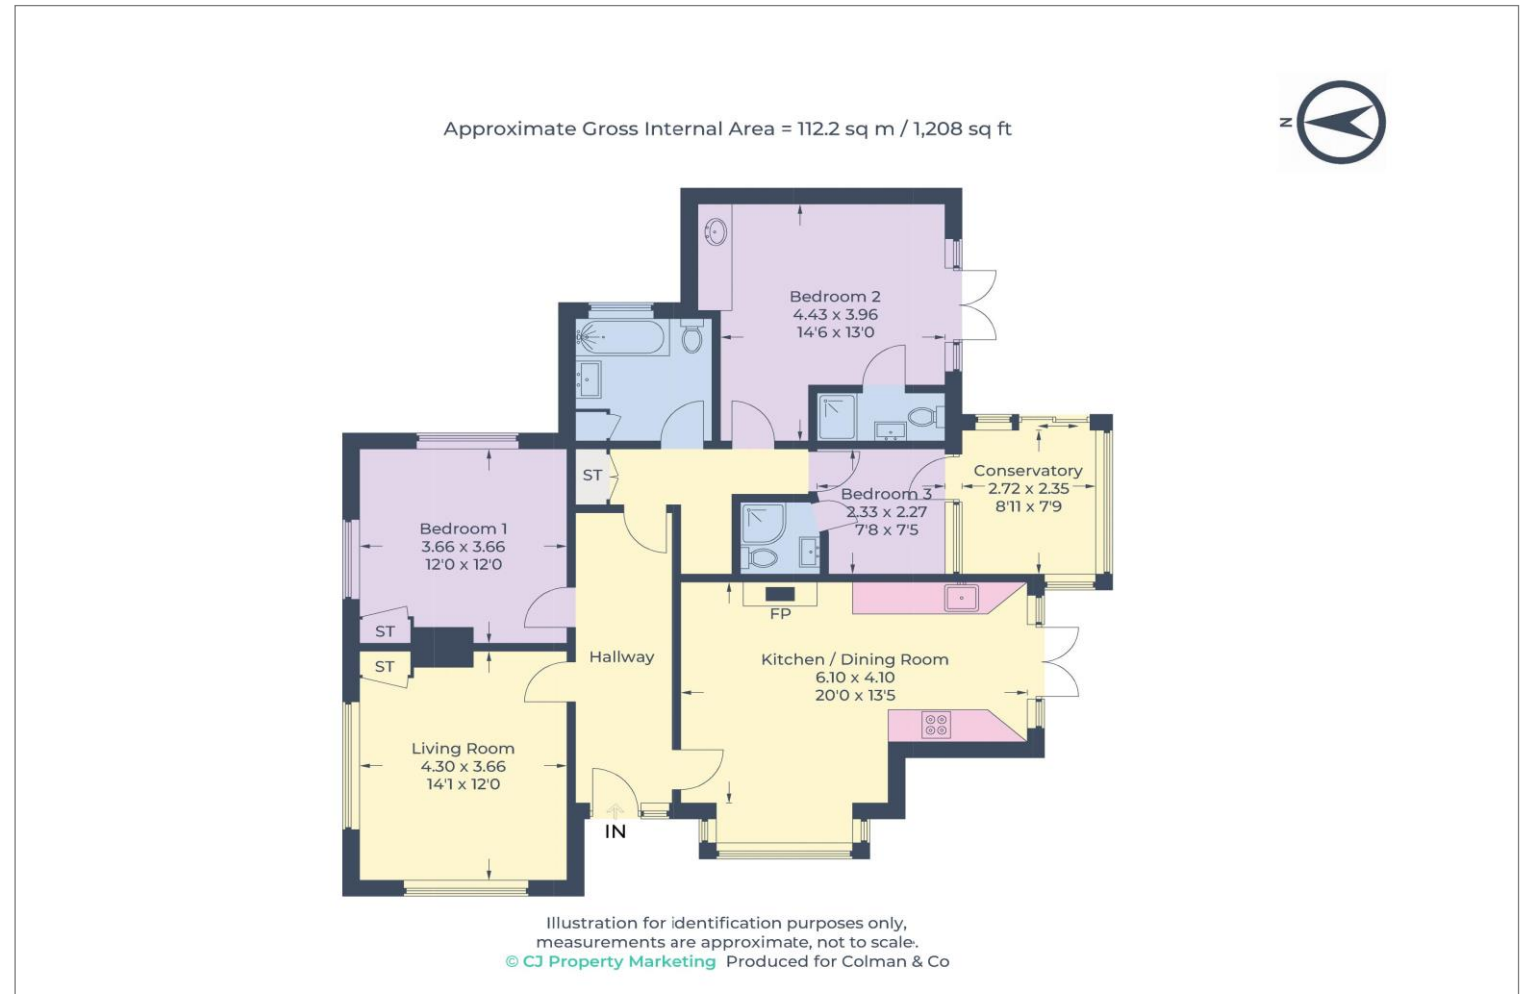 Approximate Gross Internal Area = 112.2 sq m / 1,208 sq ft
N
Bedroom 2
4.43 x 3.96
14'6 x 13'0
ST
Conservatory
2.72 x 2.35
8'11 x 7'9
Bedroom 3
2.33 x 2.27
7'8 x 7'5
Bedroom 1
3.66 x 3.66
12'0 x 12'0
ST
FP
Hallway
Kitchen / Dining Room
6.10 x 4.10
20'0 x 13'5
ST
Living Room
4.30 x 3.66
14'1 x 12'0
IN
Illustration for identification purposes only,
measurements are approximate, not to scale.
© CJ Property Marketing Produced for Colman & Co